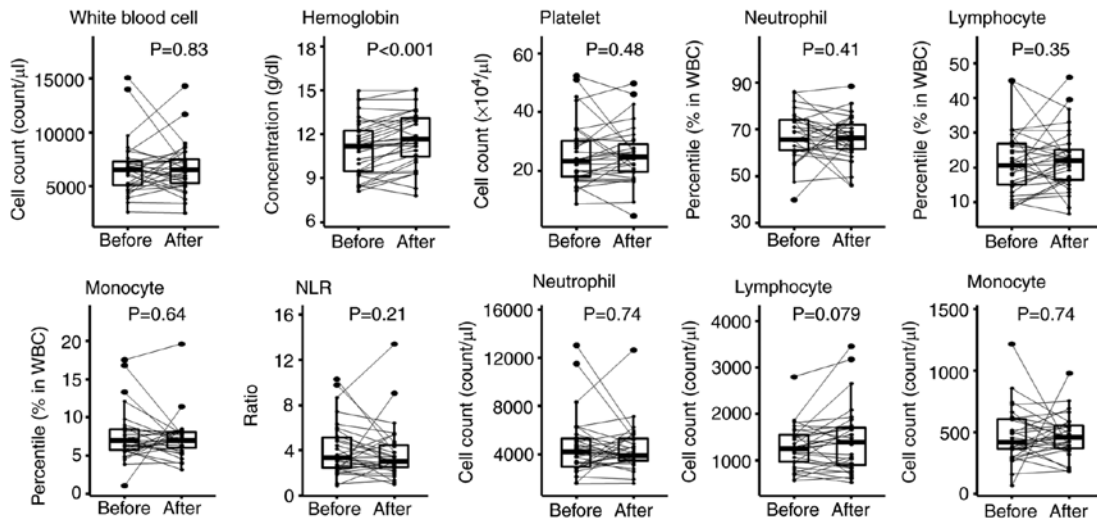 White blood cell
P=0.83
Cell count (count/µl)
15000
10000
5000
Before After
Hemoglobin
P<0.001
Concentration (g/dl)
18
15
12
9
6
Before After
Platelet
P=0.48
Cell count (×10⁴/µl)
60
40
20
0
Before After
Neutrophil
P=0.41
Percentile (% in WBC)
90
70
50
30
Before After
Lymphocyte
P=0.35
Percentile (% in WBC)
50
40
30
20
10
Before After
Monocyte
P=0.64
Percentile (% in WBC)
20
15
10
5
0
Before After
NLR
P=0.21
Ratio
16
12
8
4
0
Before After
Neutrophil
P=0.74
Cell count (count/µl)
16000
12000
8000
4000
0
Before After
Lymphocyte
P=0.079
Cell count (count/µl)
4000
3000
2000
1000
Before After
Monocyte
P=0.74
Cell count (count/µl)
1500
1000
500
0
Before After